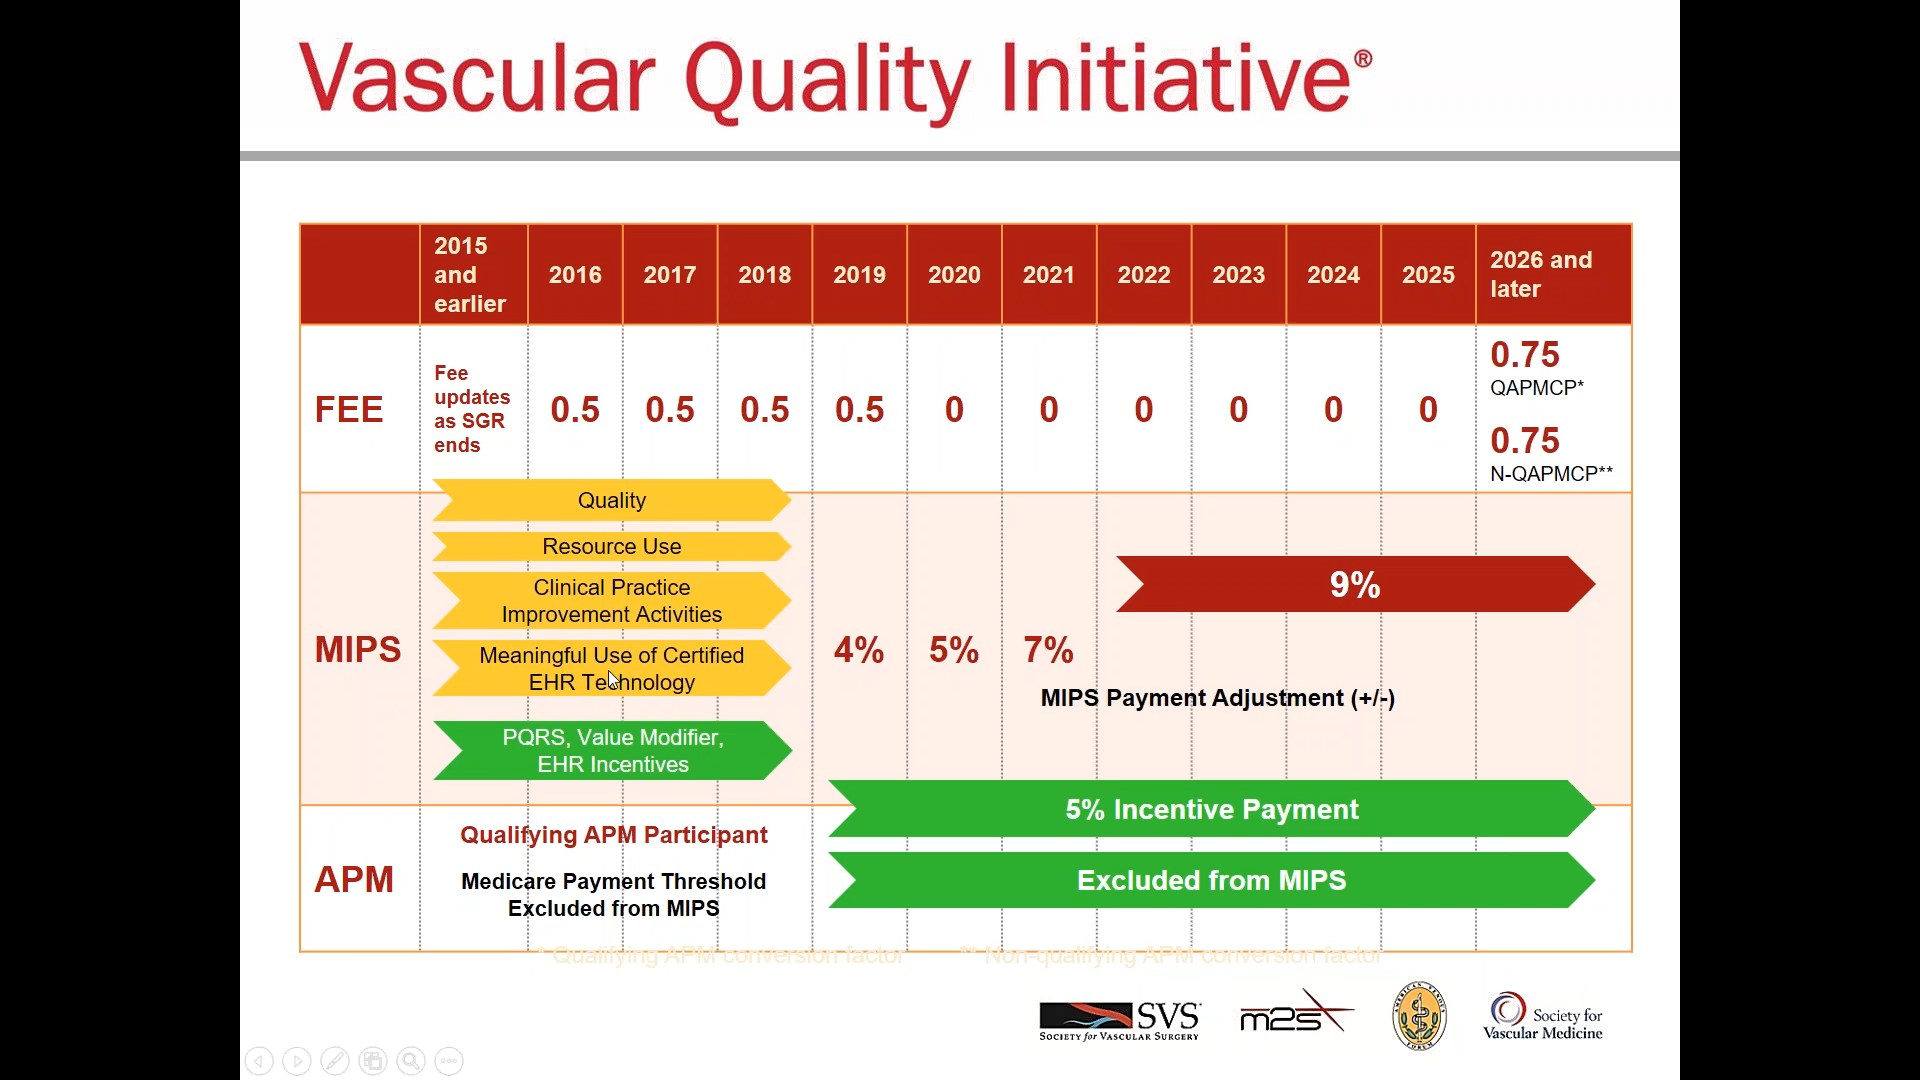 Vascular Quality Initiative®
2015
and
earlier
2016
2017
2018
2019
2020
2021
2022
2023
2024
2025
2026 and
later
FEE
Fee
updates
as SGR
ends
0.5
0.5
0.5
0.5
0
0
0
0
0
0
0.75
QAPMCP*
0.75
N-QAPMCP**
MIPS
Quality
Resource Use
Clinical Practice
Improvement Activities
Meaningful Use of Certified
EHR Technology
PQRS, Value Modifier,
EHR Incentives
4%
5%
7%
9%
MIPS Payment Adjustment (+/-)
APM
Qualifying APM Participant
Medicare Payment Threshold
Excluded from MIPS
5% Incentive Payment
Excluded from MIPS
* Qualifying APM conversion factor
** Non-qualifying APM conversion factor
SVS
SOCIETY for VASCULAR SURGERY
m2s
AMERICAN VENOUS
FORUM
Society for
Vascular Medicine